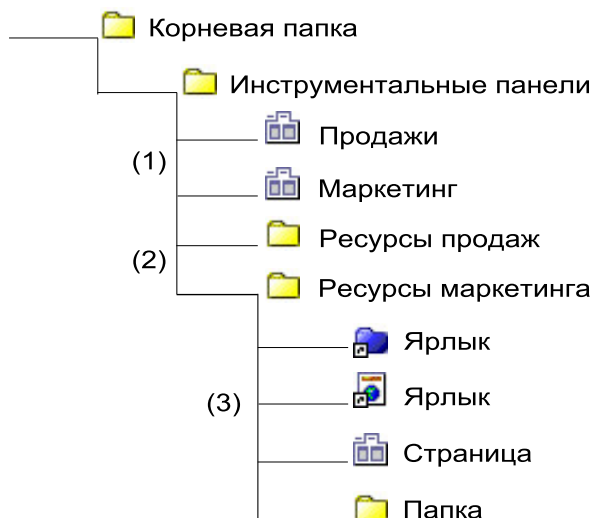 Корневая папка
Инструментальные панели
Продажи
(1)
Маркетинг
Ресурсы продаж
(2)
Ресурсы маркетинга
Ярлык
Ярлык
(3)
Страница
Папка